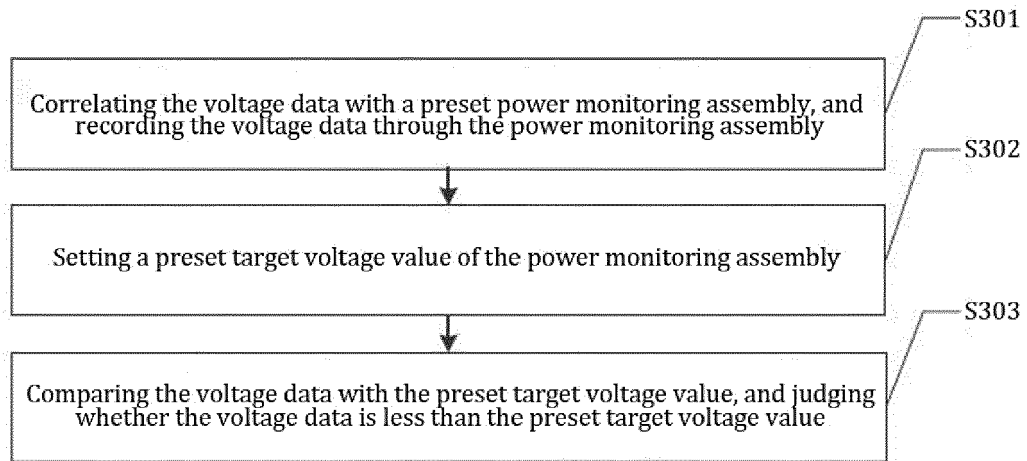 S301
Correlating the voltage data with a preset power monitoring assembly, and
recording the voltage data through the power monitoring assembly
S302
Setting a preset target voltage value of the power monitoring assembly
S303
Comparing the voltage data with the preset target voltage value, and judging
whether the voltage data is less than the preset target voltage value